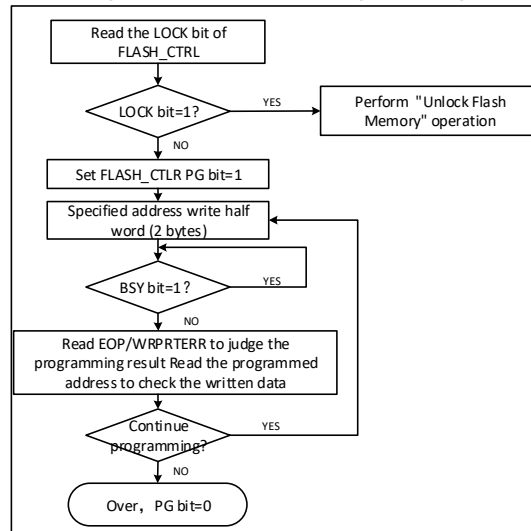 Read the LOCK bit of
FLASH_CTRL
LOCK bit=1?
YES
Perform "Unlock Flash
Memory" operation
NO
Set FLASH_CTLR PG bit=1
Specified address write half
word (2 bytes)
BSY bit=1?
YES
NO
Read EOP/WRPRTERR to judge the
programming result Read the programmed
address to check the written data
Continue
programming?
YES
NO
Over, PG bit=0